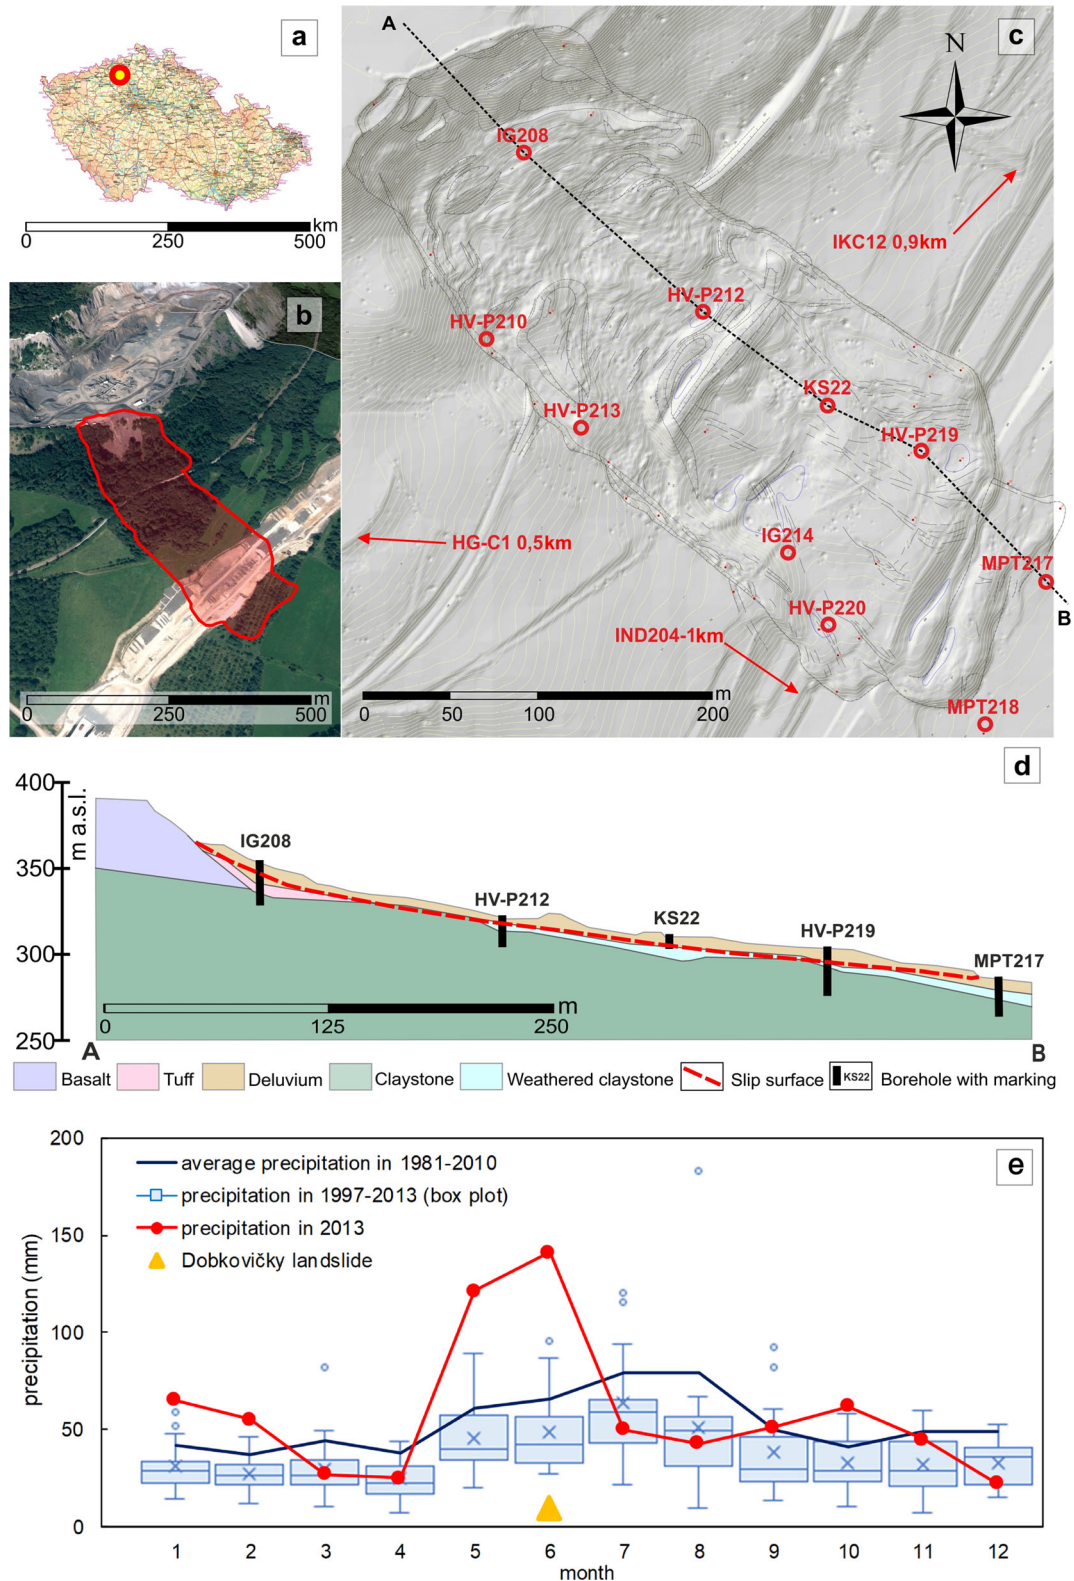 a
0
250
500
km
b
0
250
500
m
A
c
N
IG208
IKC12 0,9km
HV-P212
HV-P210
KS22
HV-P213
HV-P219
IG214
HG-C1 0,5km
MPT217
HV-P220
B
IND204-1km
m
0
50
100
200
MPT218
d
400
350
300
250
m a.s.l.
IG208
HV-P212
KS22
HV-P219
MPT217
m
0
125
250
A
B
Basalt
Tuff
Deluvium
Claystone
Weathered claystone
Slip surface
KS22
Borehole with marking
e
200
150
100
50
0
precipitation (mm)
average precipitation in 1981-2010
precipitation in 1997-2013 (box plot)
precipitation in 2013
Dobkovičky landslide
1 2 3 4 5 6 7 8 9 10 11 12
month